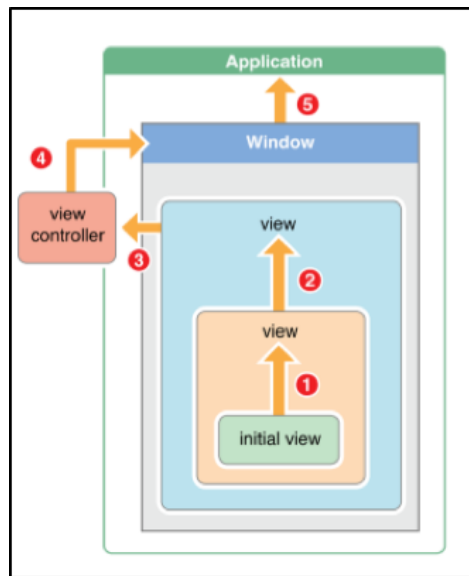 Application
5
Window
4
view
controller
3
view
2
view
1
initial view